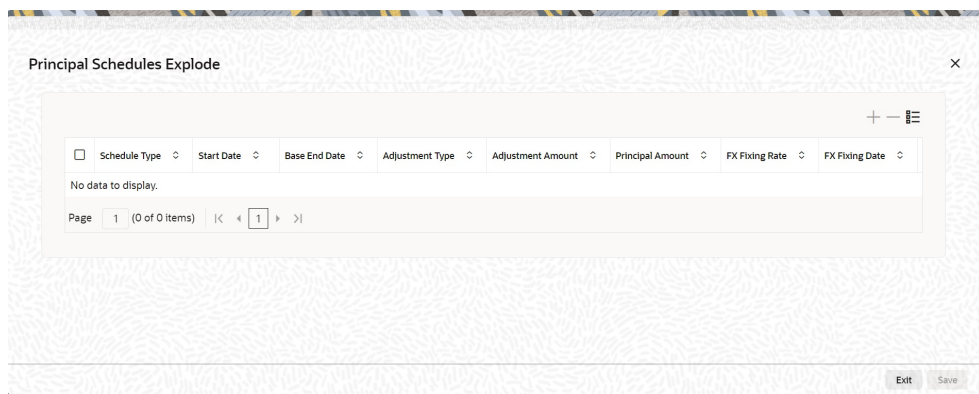 Principal Schedules Explode
Schedule Type Start Date Base End Date Adjustment Type Adjustment Amount Principal Amount FX Fixing Rate FX Fixing Date
No data to display.
Page 1 (0 of 0 items) 1
Exit Save